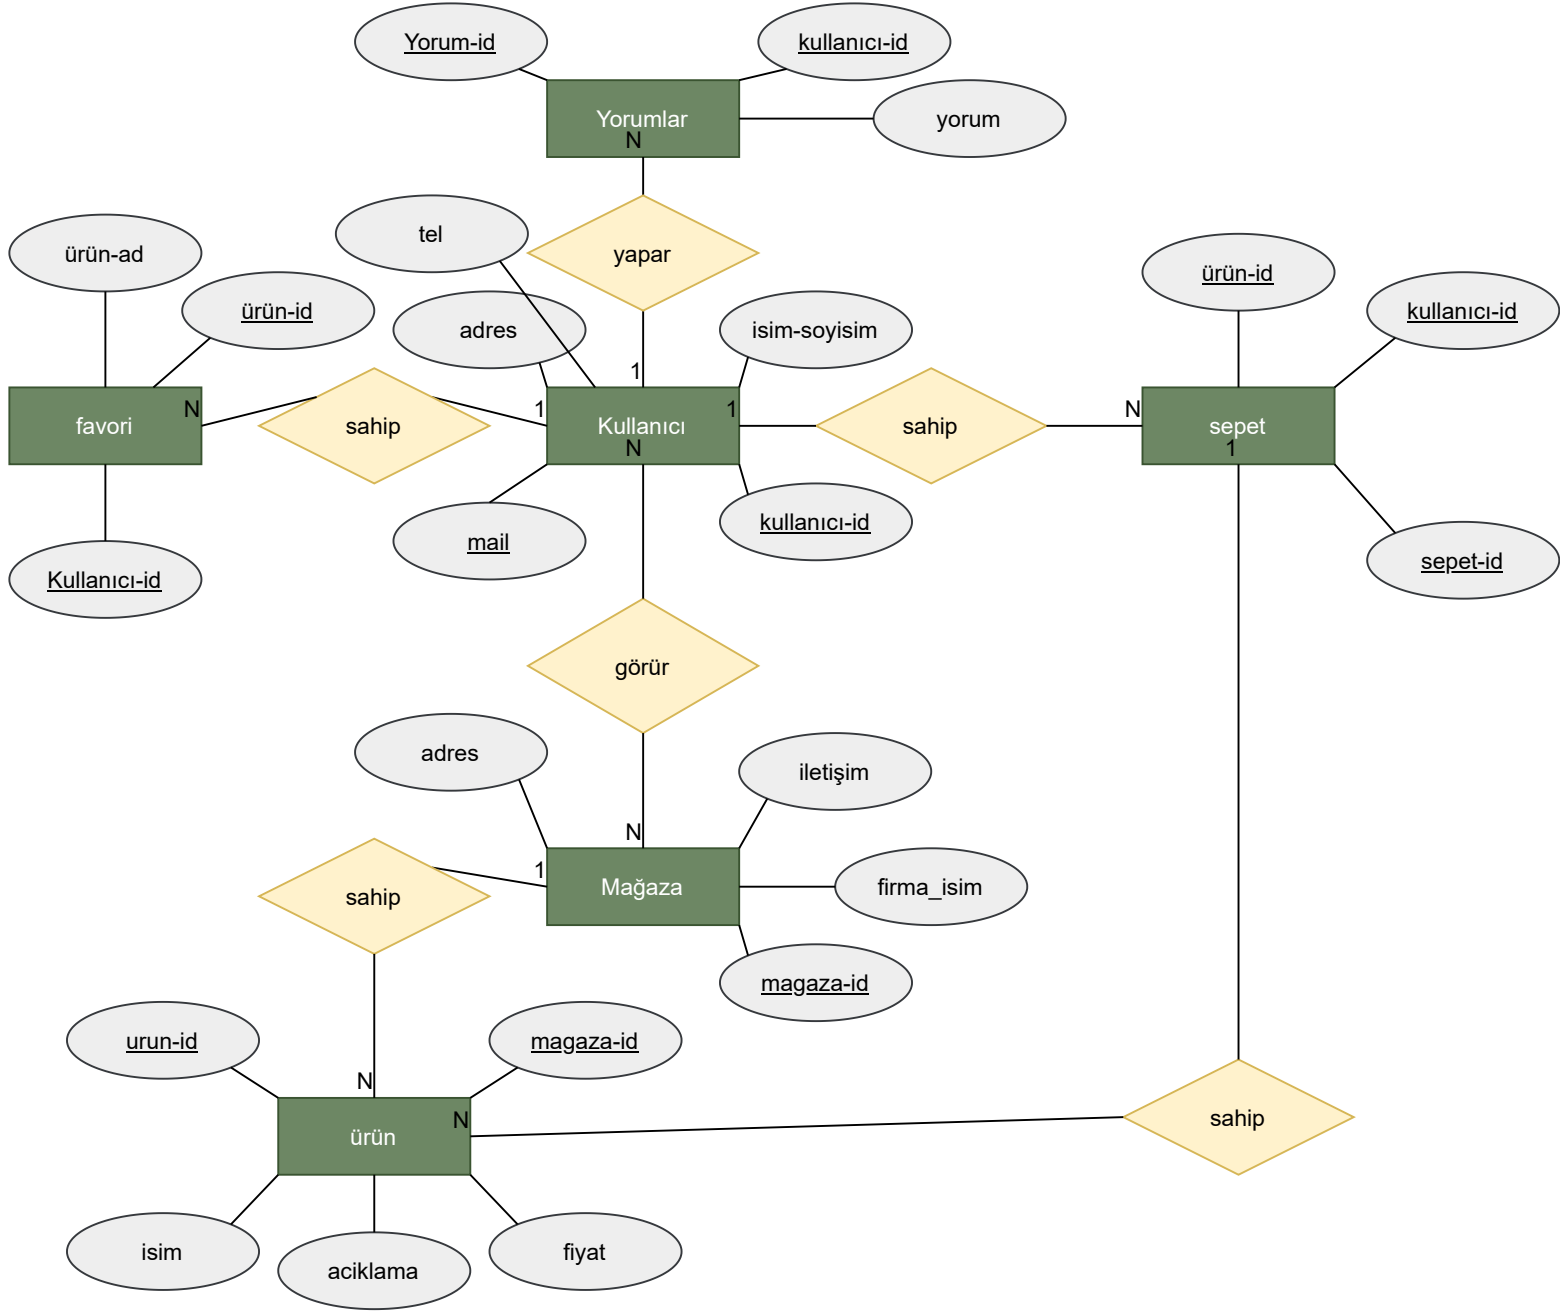 Yorum-id
kullanıcı-id
Yorumlar
yorum
N
tel
yapar
ürün-ad
ürün-id
ürün-id
kullanıcı-id
adres
isim-soyisim
1
favori
N
sahip
1
Kullanıcı
1
sahip
N
sepet
N
1
mail
kullanıcı-id
Kullanıcı-id
sepet-id
görür
adres
iletişim
N
sahip
1
Mağaza
firma_isim
magaza-id
urun-id
magaza-id
N
ürün
N
sahip
isim
aciklama
fiyat